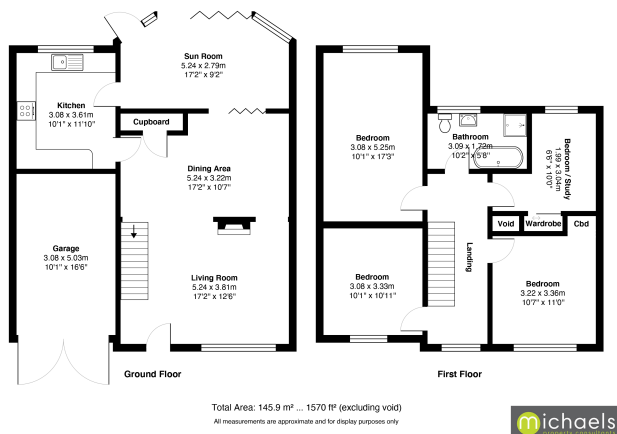 Sun Room
5.24 x 2.79m
17'2" x 9'2"
Kitchen
3.08 x 3.61m
10'1" x 11'10"
Cupboard
Dining Area
5.24 x 3.22m
17'2" x 10'7"
Garage
3.08 x 5.03m
10'1" x 16'6"
Living Room
5.24 x 3.81m
17'2" x 12'6"
Ground Floor
Bedroom
3.08 x 5.25m
10'1" x 17'3"
Bathroom
3.09 x 1.72m
10'2" x 5'8"
Bedroom / Study
1.99 x 3.04m
6'6" x 10'0"
Void
Wardrobe
Cbd
Landing
Bedroom
3.08 x 3.33m
10'1" x 10'11"
Bedroom
3.22 x 3.36m
10'7" x 11'0"
First Floor
Total Area: 145.9 m² ... 1570 ft² (excluding void)
All measurements are approximate and for display purposes only
michaels
property consultants